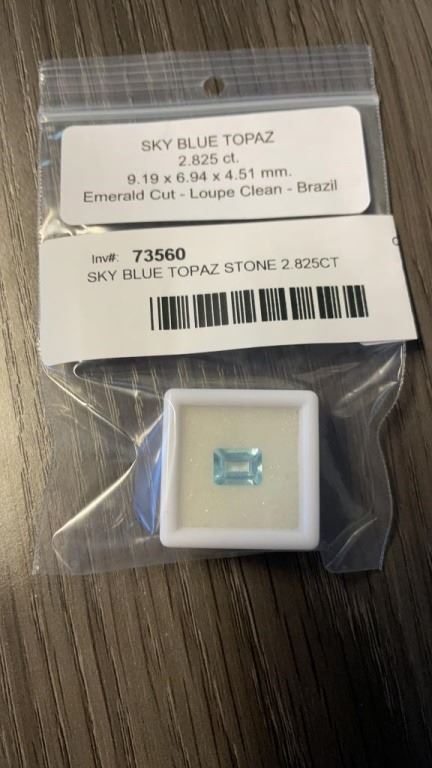 SKY BLUE TOPAZ
2.825 ct.
9.19 x 6.94 x 4.51 mm.
Emerald Cut - Loupe Clean - Brazil
Inv#: 73560
SKY BLUE TOPAZ STONE 2.825CT